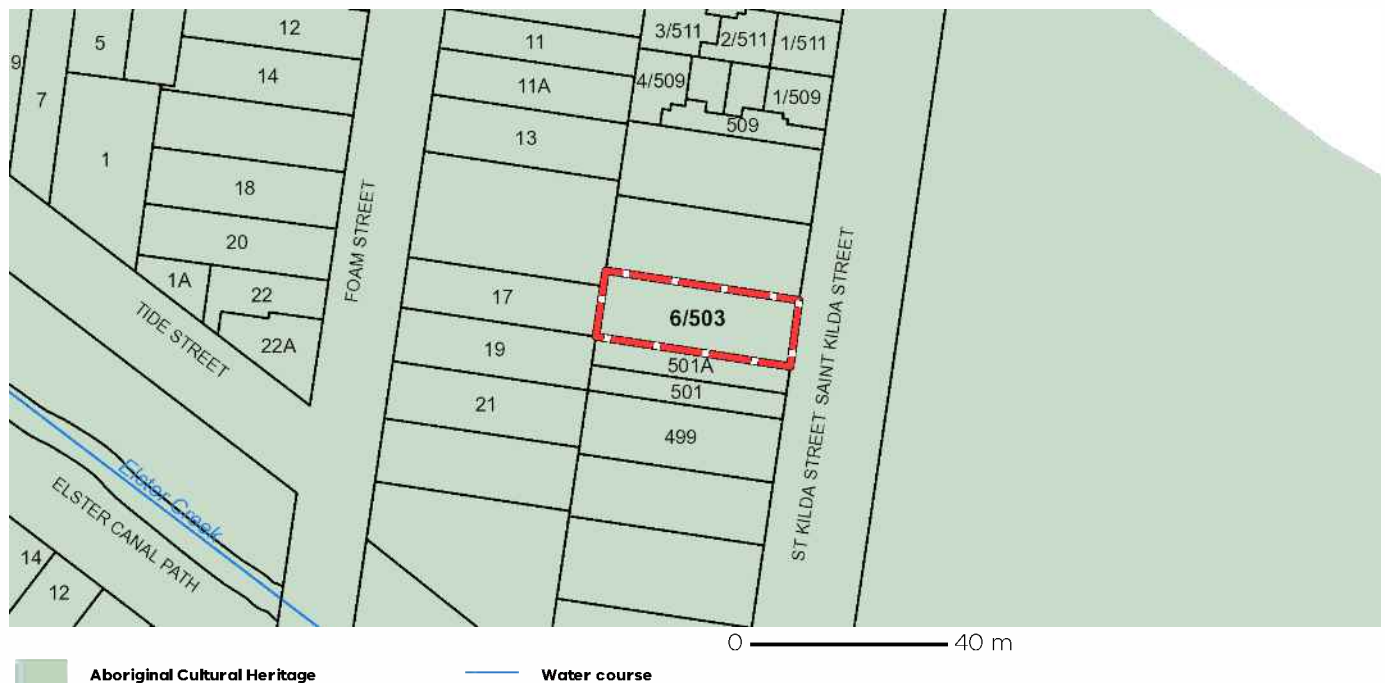 12
3/511
2/511
1/511
5
11
9
14
11A
4/509
1/509
7
509
13
1
18
20
FOAM STREET
1A
22
17
6/503
TIDE STREET
22A
19
501A
501
21
499
ST KILDA STREET SAINT KILDA STREET
Elster Creek
ELSTER CANAL PATH
14
12
0 40 m
Aboriginal Cultural Heritage
Water course